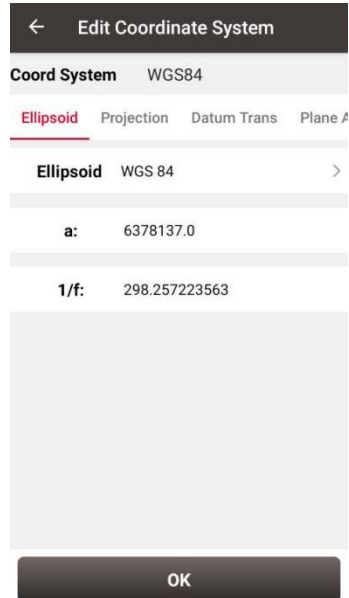 Edit Coordinate System
Coord System WGS84
Ellipsoid Projection Datum Trans Plane A
Ellipsoid WGS 84
a: 6378137.0
1/f: 298.257223563
OK